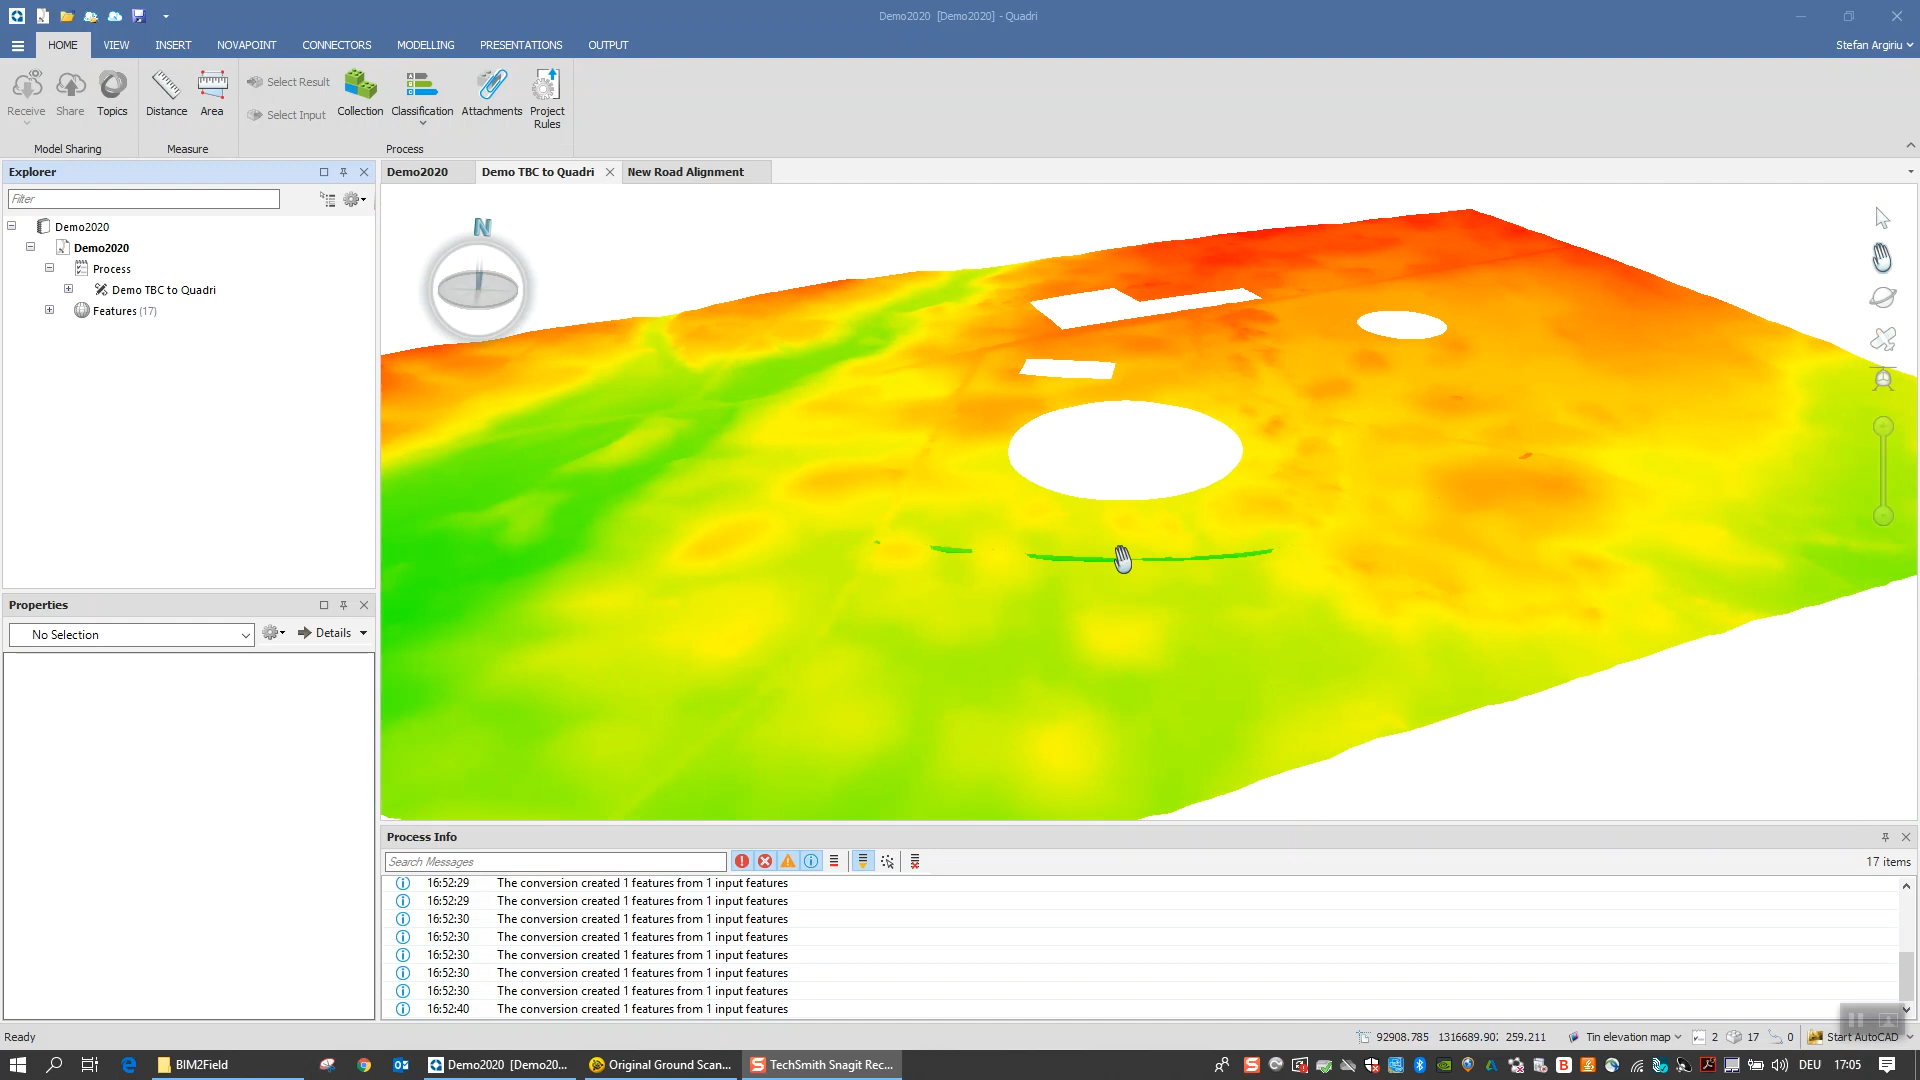 Demo2020 [Demo2020] - Quadri
HOME VIEW INSERT NOVAPOINT CONNECTORS MODELLING PRESENTATIONS OUTPUT
Stefan Argiriu
Receive Share Topics Distance Area Select Result Select Input Collection Classification Attachments Project Rules
Model Sharing Measure Process
Explorer
Demo2020 Demo TBC to Quadri New Road Alignment
Filter
Demo2020
Demo2020
Process
Demo TBC to Quadri
Features (17)
N
Properties
No Selection
Details
Process Info
Search Messages
17 items
16:52:29 The conversion created 1 features from 1 input features
16:52:29 The conversion created 1 features from 1 input features
16:52:30 The conversion created 1 features from 1 input features
16:52:30 The conversion created 1 features from 1 input features
16:52:30 The conversion created 1 features from 1 input features
16:52:30 The conversion created 1 features from 1 input features
16:52:30 The conversion created 1 features from 1 input features
16:52:40 The conversion created 1 features from 1 input features
Ready
92908.785 1316689.902 259.211 Tin elevation map 2 17 0 Start AutoCAD
BIM2Field Demo2020 [Demo20... Original Ground Scan... TechSmith Snagit Rec... DEU 17:05